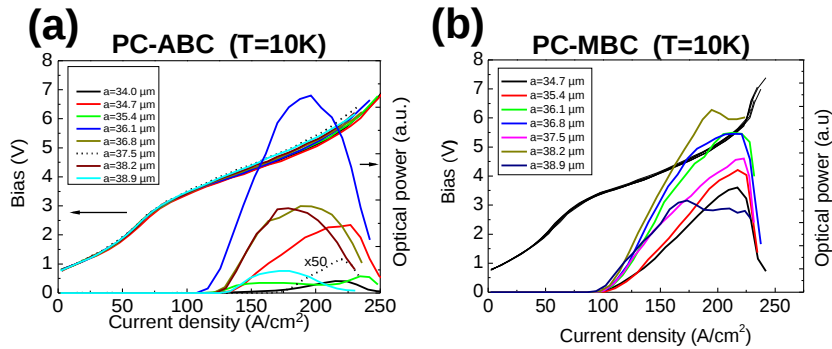 (a)
PC-ABC (T=10K)
8
7
6
5
4
3
2
1
0
Bias (V)
a=34.0 µm
a=34.7 µm
a=35.4 µm
a=36.1 µm
a=36.8 µm
a=37.5 µm
a=38.2 µm
a=38.9 µm
x50
Optical power (a.u.)
0 50 100 150 200 250
Current density (A/cm²)
(b)
PC-MBC (T=10K)
8
7
6
5
4
3
2
1
0
Bias (V)
a=34.7 µm
a=35.4 µm
a=36.1 µm
a=36.8 µm
a=37.5 µm
a=38.2 µm
a=38.9 µm
Optical power (a.u
0 50 100 150 200 250
Current density (A/cm²)